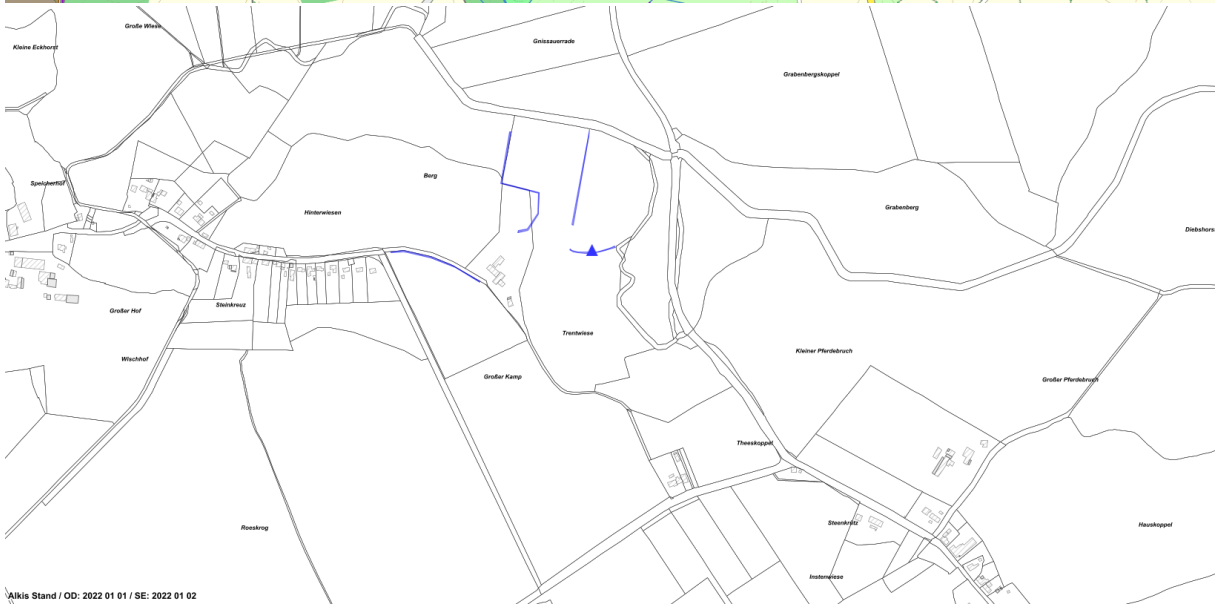 Große Wiese
Kleine Eckhorst
Gnissauerrade
Grabenbergskoppel
Berg
Speicherhof
Hinterwiesen
Grabenberg
Diebshors
Großer Hof
Steinkreuz
Trentwiese
Wischhof
Kleiner Pferdebruch
Großer Kamp
Großer Pferdebruch
Theeskoppel
Roeskrog
Steenkrütz
Hauskoppel
Instenwiese
Alkis Stand / OD: 2022 01 01 / SE: 2022 01 02